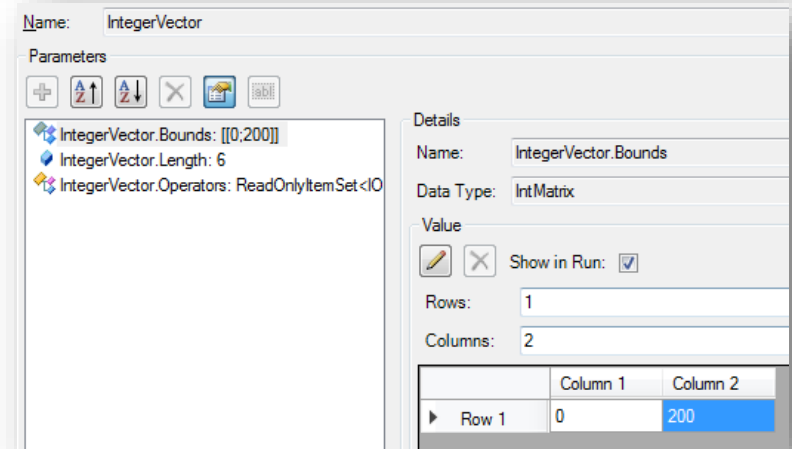 Name: IntegerVector
Parameters
IntegerVector.Bounds: [[0;200]]
IntegerVector.Length: 6
IntegerVector.Operators: ReadOnlyItemSet<IO
Details
Name: IntegerVector.Bounds
Data Type: IntMatrix
Value
Show in Run:
Rows: 1
Columns: 2
Column 1 Column 2
Row 1 0 200